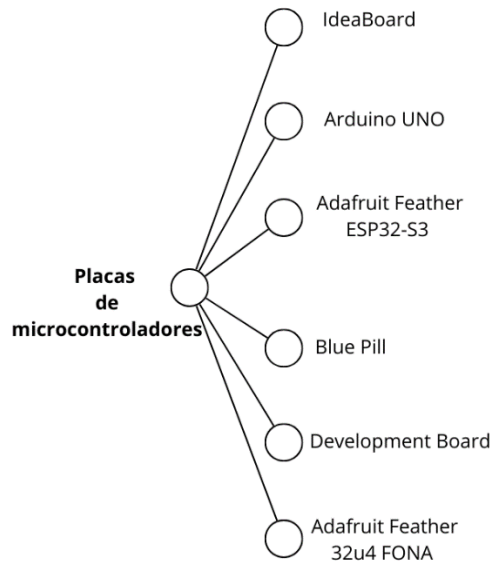 IdeaBoard
Arduino UNO
Adafruit Feather
ESP32-S3
Placas
de
microcontroladores
Blue Pill
Development Board
Adafruit Feather
32u4 FONA